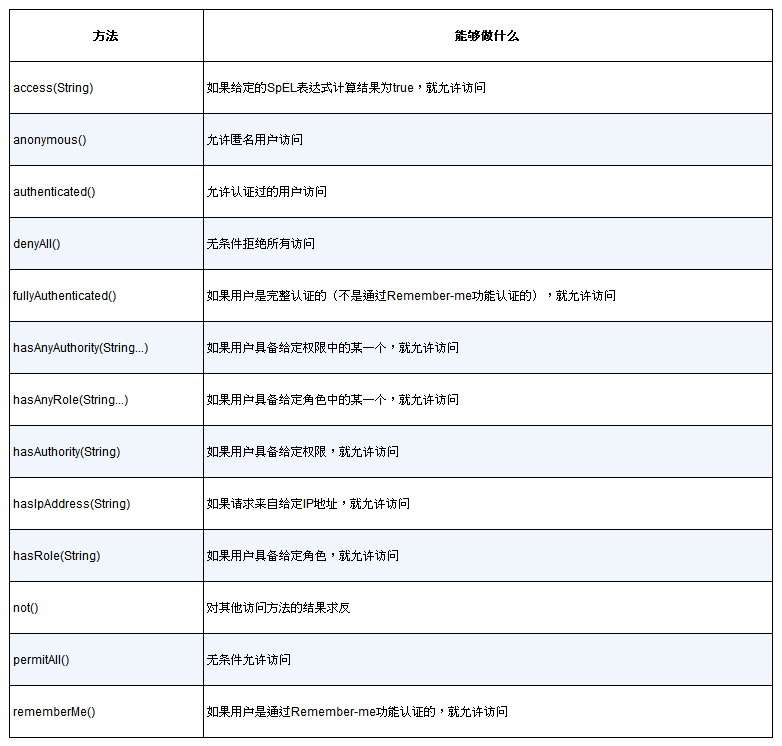 方法 能够做什么
access(String) 如果给定的SpEL表达式计算结果为true，就允许访问
anonymous() 允许匿名用户访问
authenticated() 允许认证过的用户访问
denyAll() 无条件拒绝所有访问
fullyAuthenticated() 如果用户是完整认证的（不是通过Remember-me功能认证的），就允许访问
hasAnyAuthority(String...) 如果用户具备给定权限中的某一个，就允许访问
hasAnyRole(String...) 如果用户具备给定角色中的某一个，就允许访问
hasAuthority(String) 如果用户具备给定权限，就允许访问
hasIpAddress(String) 如果请求来自给定IP地址，就允许访问
hasRole(String) 如果用户具备给定角色，就允许访问
not() 对其他访问方法的结果求反
permitAll() 无条件允许访问
rememberMe() 如果用户是通过Remember-me功能认证的，就允许访问